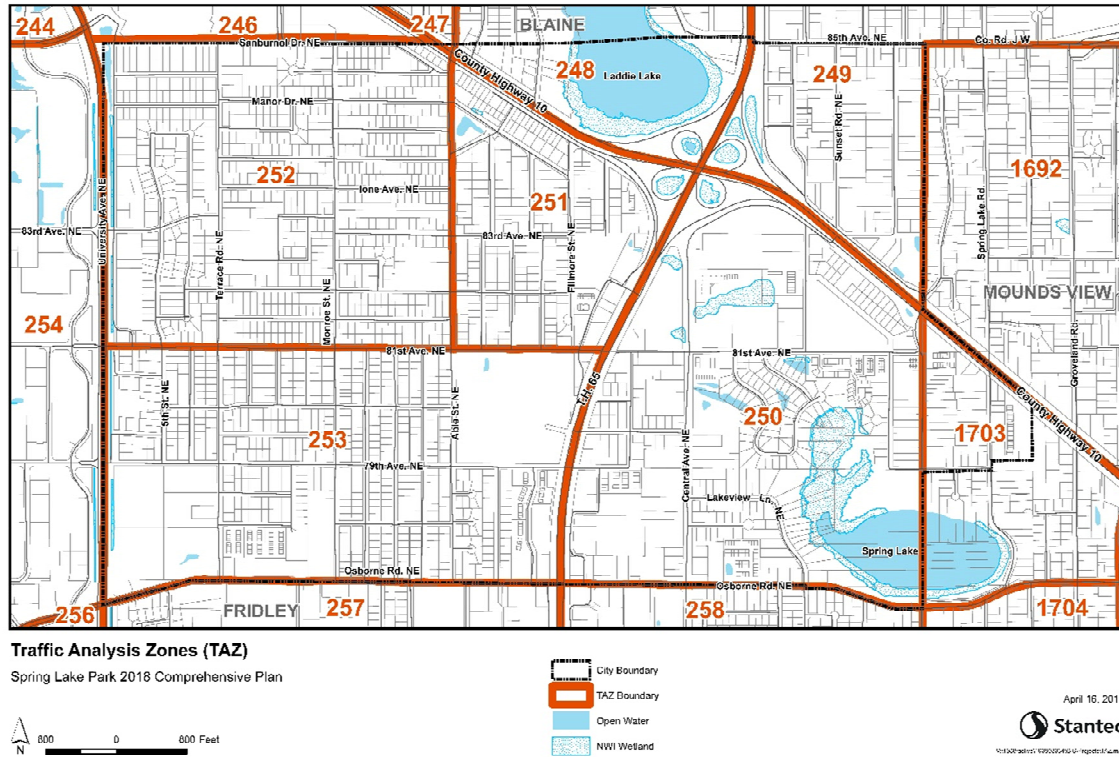 244
246
247
BLAINE
Sanburnol Dr. NE
85th Ave. NE
Co. Rd. J W
County Highway 10
248
Laddie Lake
249
Manor Dr. NE
Sunset Rd. NE
252
Ione Ave. NE
251
1692
University Ave. NE
83rd Ave. NE
83rd Ave. NE
Spring Lake Rd.
Terrace Rd. NE
Fillmore St. NE
Monroe St. NE
254
MOUNDS VIEW
Groveland Rd.
81st Ave. NE
81st Ave. NE
T.H. 65
5th St. NE
Able St. NE
250
County Highway 10
253
1703
79th Ave. NE
Central Ave. NE
Lakeview Ln. NE
Spring Lake
Osborne Rd. NE
Osborne Rd. NE
256
FRIDLEY
257
258
1704
Traffic Analysis Zones (TAZ)
Spring Lake Park 2018 Comprehensive Plan
City Boundary
TAZ Boundary
Open Water
NWI Wetland
N
800 0 800 Feet
April 16, 201
Stantec